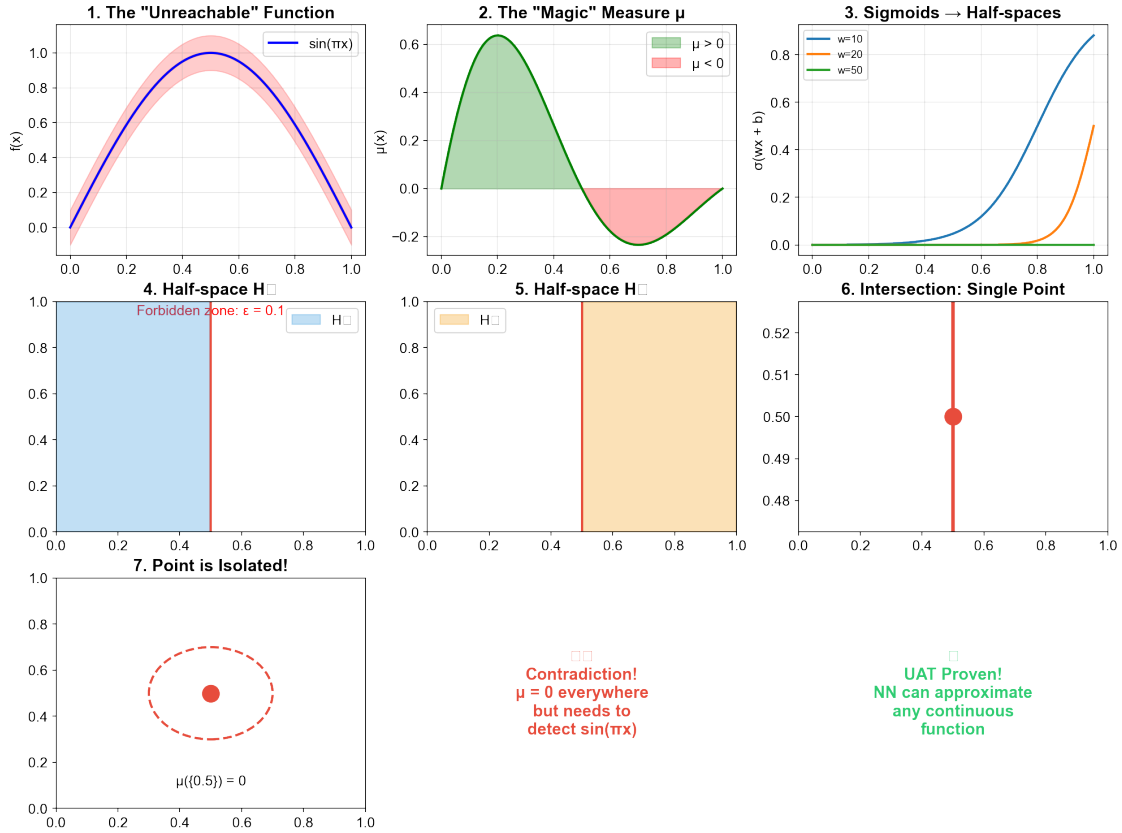 1. The "Unreachable" Function
2. The "Magic" Measure μ
3. Sigmoids → Half-spaces
sin(πx)
f(x)
1.0
0.8
0.6
0.4
0.2
0.0
0.0 0.2 0.4 0.6 0.8 1.0
μ > 0
μ < 0
μ(x)
0.6
0.4
0.2
0.0
−0.2
0.0 0.2 0.4 0.6 0.8 1.0
w=10
w=20
w=50
σ(wx + b)
0.8
0.6
0.4
0.2
0.0
0.0 0.2 0.4 0.6 0.8 1.0
4. Half-space H□
5. Half-space H□
6. Intersection: Single Point
Forbidden zone: ε = 0.1
H□
1.0
0.8
0.6
0.4
0.2
0.0
0.0 0.2 0.4 0.6 0.8 1.0
H□
1.0
0.8
0.6
0.4
0.2
0.0
0.0 0.2 0.4 0.6 0.8 1.0
0.52
0.51
0.50
0.49
0.48
0.0 0.2 0.4 0.6 0.8 1.0
7. Point is Isolated!
1.0
0.8
0.6
0.4
0.2
0.0
μ({0.5}) = 0
0.0 0.2 0.4 0.6 0.8 1.0
□□
Contradiction!
μ = 0 everywhere
but needs to
detect sin(πx)
□
UAT Proven!
NN can approximate
any continuous
function